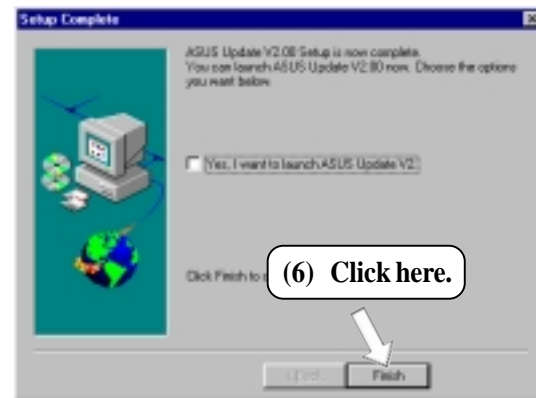 Setup Complete
ASUS Update V2.00 Setup is now complete.
You can launch ASUS Update V2.00 now. Choose the options
you want below.
Yes, I want to launch ASUS Update V2.
Click Finish to
(6) Click here.
< Back
Finish